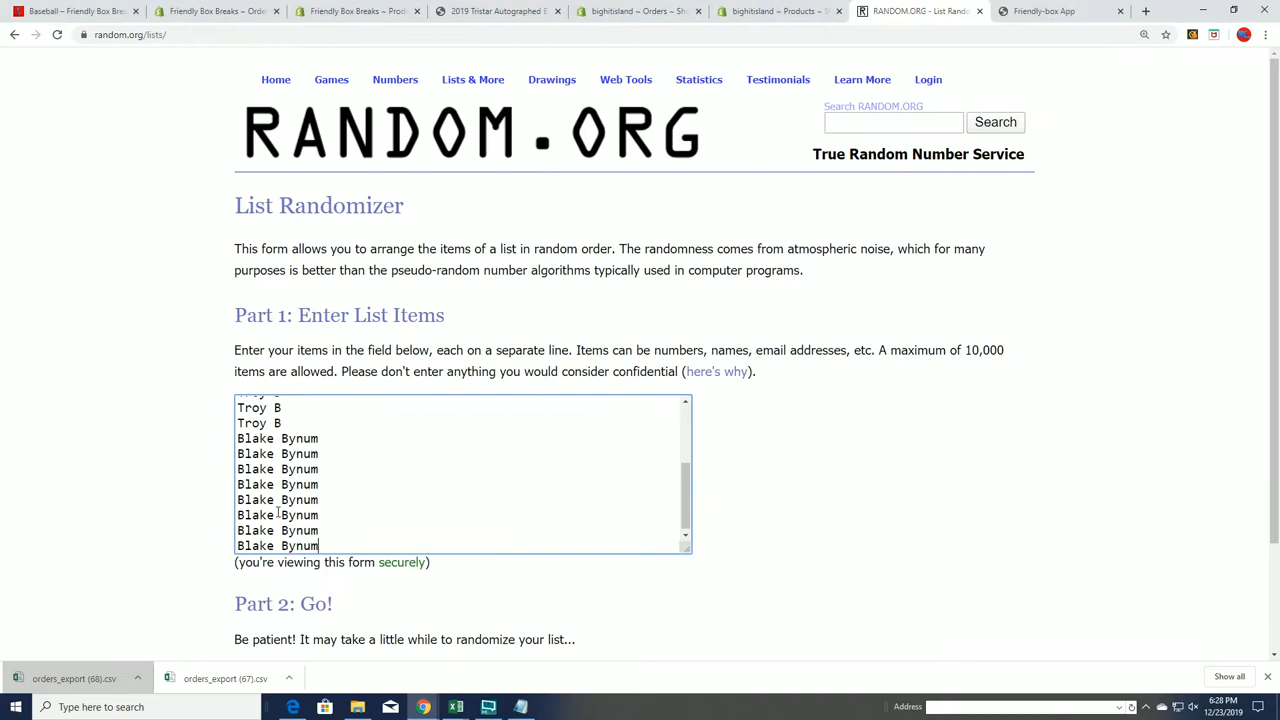 Baseball – Friendly Box Breaks
Friendly Box Breaks ~ Orders
Friendly Box Breaks ~ Produ
2019 Tristar Autographed B
bighitisland ~ Orders ~ Sho
bighitisland ~ Products ~ S
RANDOM.ORG - List Rando
Friendly-box App
random.org/lists/
Home Games Numbers Lists & More Drawings Web Tools Statistics Testimonials Learn More Login
RANDOM.ORG
Search RANDOM.ORG
Search
True Random Number Service
List Randomizer
This form allows you to arrange the items of a list in random order. The randomness comes from atmospheric noise, which for many
purposes is better than the pseudo-random number algorithms typically used in computer programs.
Part 1: Enter List Items
Enter your items in the field below, each on a separate line. Items can be numbers, names, email addresses, etc. A maximum of 10,000
items are allowed. Please don't enter anything you would consider confidential (here's why).
Troy B
Troy B
Blake Bynum
Blake Bynum
Blake Bynum
Blake Bynum
Blake Bynum
Blake Bynum
Blake Bynum
Blake Bynum
(you're viewing this form securely)
Part 2: Go!
Be patient! It may take a little while to randomize your list...
orders_export (68).csv
orders_export (67).csv
Show all
Type here to search
Address
6:28 PM
12/23/2019